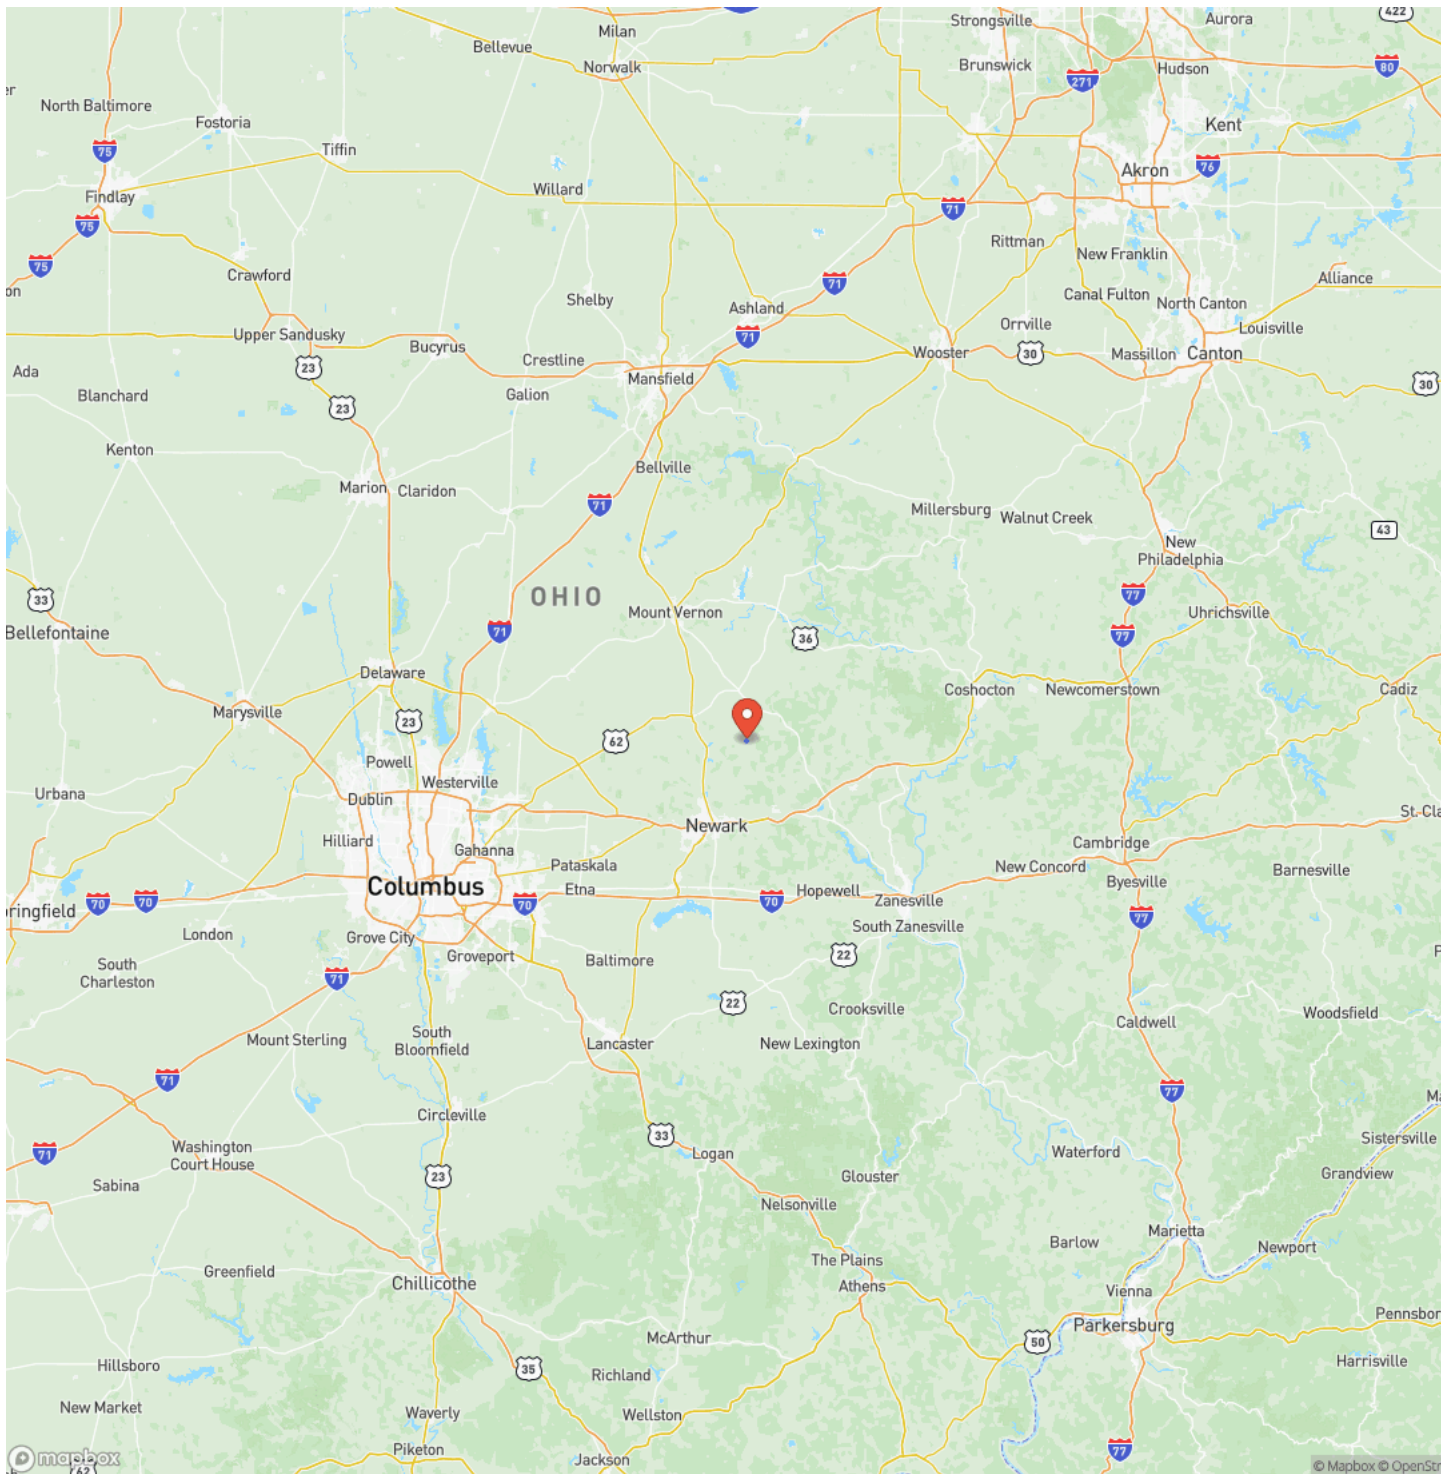 Strongsville
Aurora
422
Milan
Bellevue
Norwalk
Brunswick
Hudson
80
271
North Baltimore
Fostoria
Kent
75
Tiffin
Akron
76
Willard
Findlay
71
75
Rittman
New Franklin
75
Crawford
Alliance
71
Shelby
Ashland
Canal Fulton
North Canton
Upper Sandusky
71
Orrville
Louisville
Bucyrus
Crestline
Wooster
30
Massillon
Canton
23
Ada
Mansfield
30
Blanchard
Galion
23
Kenton
Bellville
Marion
Claridon
71
Millersburg
Walnut Creek
43
New
Philadelphia
OHIO
77
33
Mount Vernon
Uhrichsville
Bellefontaine
71
36
77
Delaware
Coshocton
Newcomerstown
Cadiz
Marysville
23
62
Powell
Westerville
Urbana
Dublin
St. Cla
Newark
Hilliard
Gahanna
Cambridge
Pataskala
New Concord
Barnesville
Columbus
Etna
Hopewell
Byesville
70
70
70
70
Zanesville
ringfield
77
London
Grove City
South Zanesville
Groveport
Baltimore
22
South
Charleston
71
22
Crooksville
Woodsfield
Mount Sterling
South
Bloomfield
Lancaster
New Lexington
Caldwell
71
77
Circleville
Ma
33
Sistersville
71
Washington
Court House
Logan
Waterford
Sabina
23
Glouster
Grandview
Nelsonville
Marietta
Barlow
Newport
The Plains
Greenfield
Chillicothe
Athens
Vienna
Pennsbor
Parkersburg
McArthur
50
Hillsboro
35
Richland
Harrisville
New Market
Waverly
Wellston
Piketon
77
Jackson
mapbox
62
© Mapbox © OpenStr